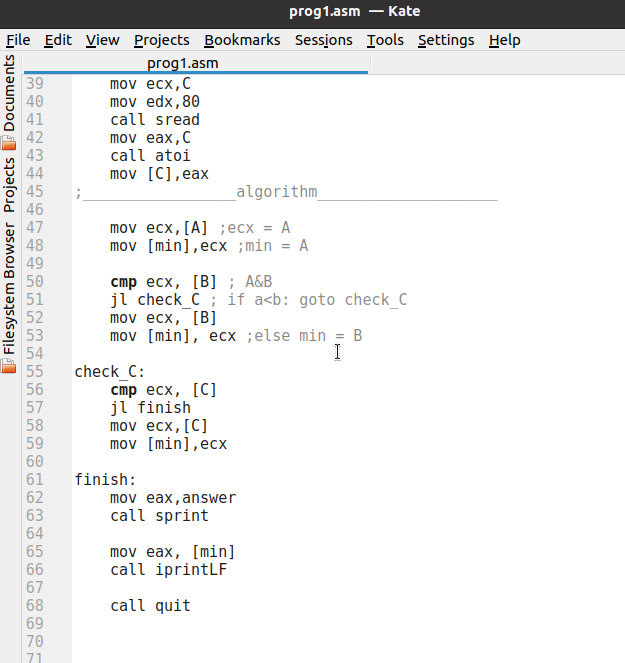 prog1.asm — Kate
File Edit View Projects Bookmarks Sessions Tools Settings Help
prog1.asm
Documents
Projects
Filesystem Browser
39 mov ecx,C
40 mov edx,80
41 call sread
42 mov eax,C
43 call atoi
44 mov [C],eax
45 ;_________________algorithm____________________
46
47 mov ecx,[A] ;ecx = A
48 mov [min],ecx ;min = A
49
50 cmp ecx, [B] ; A&B
51 jl check_C ; if a<b: goto check_C
52 mov ecx, [B]
53 mov [min], ecx ;else min = B
54
55 check_C:
56 cmp ecx, [C]
57 jl finish
58 mov ecx,[C]
59 mov [min],ecx
60
61 finish:
62 mov eax,answer
63 call sprint
64
65 mov eax, [min]
66 call iprintLF
67
68 call quit
69
70
71